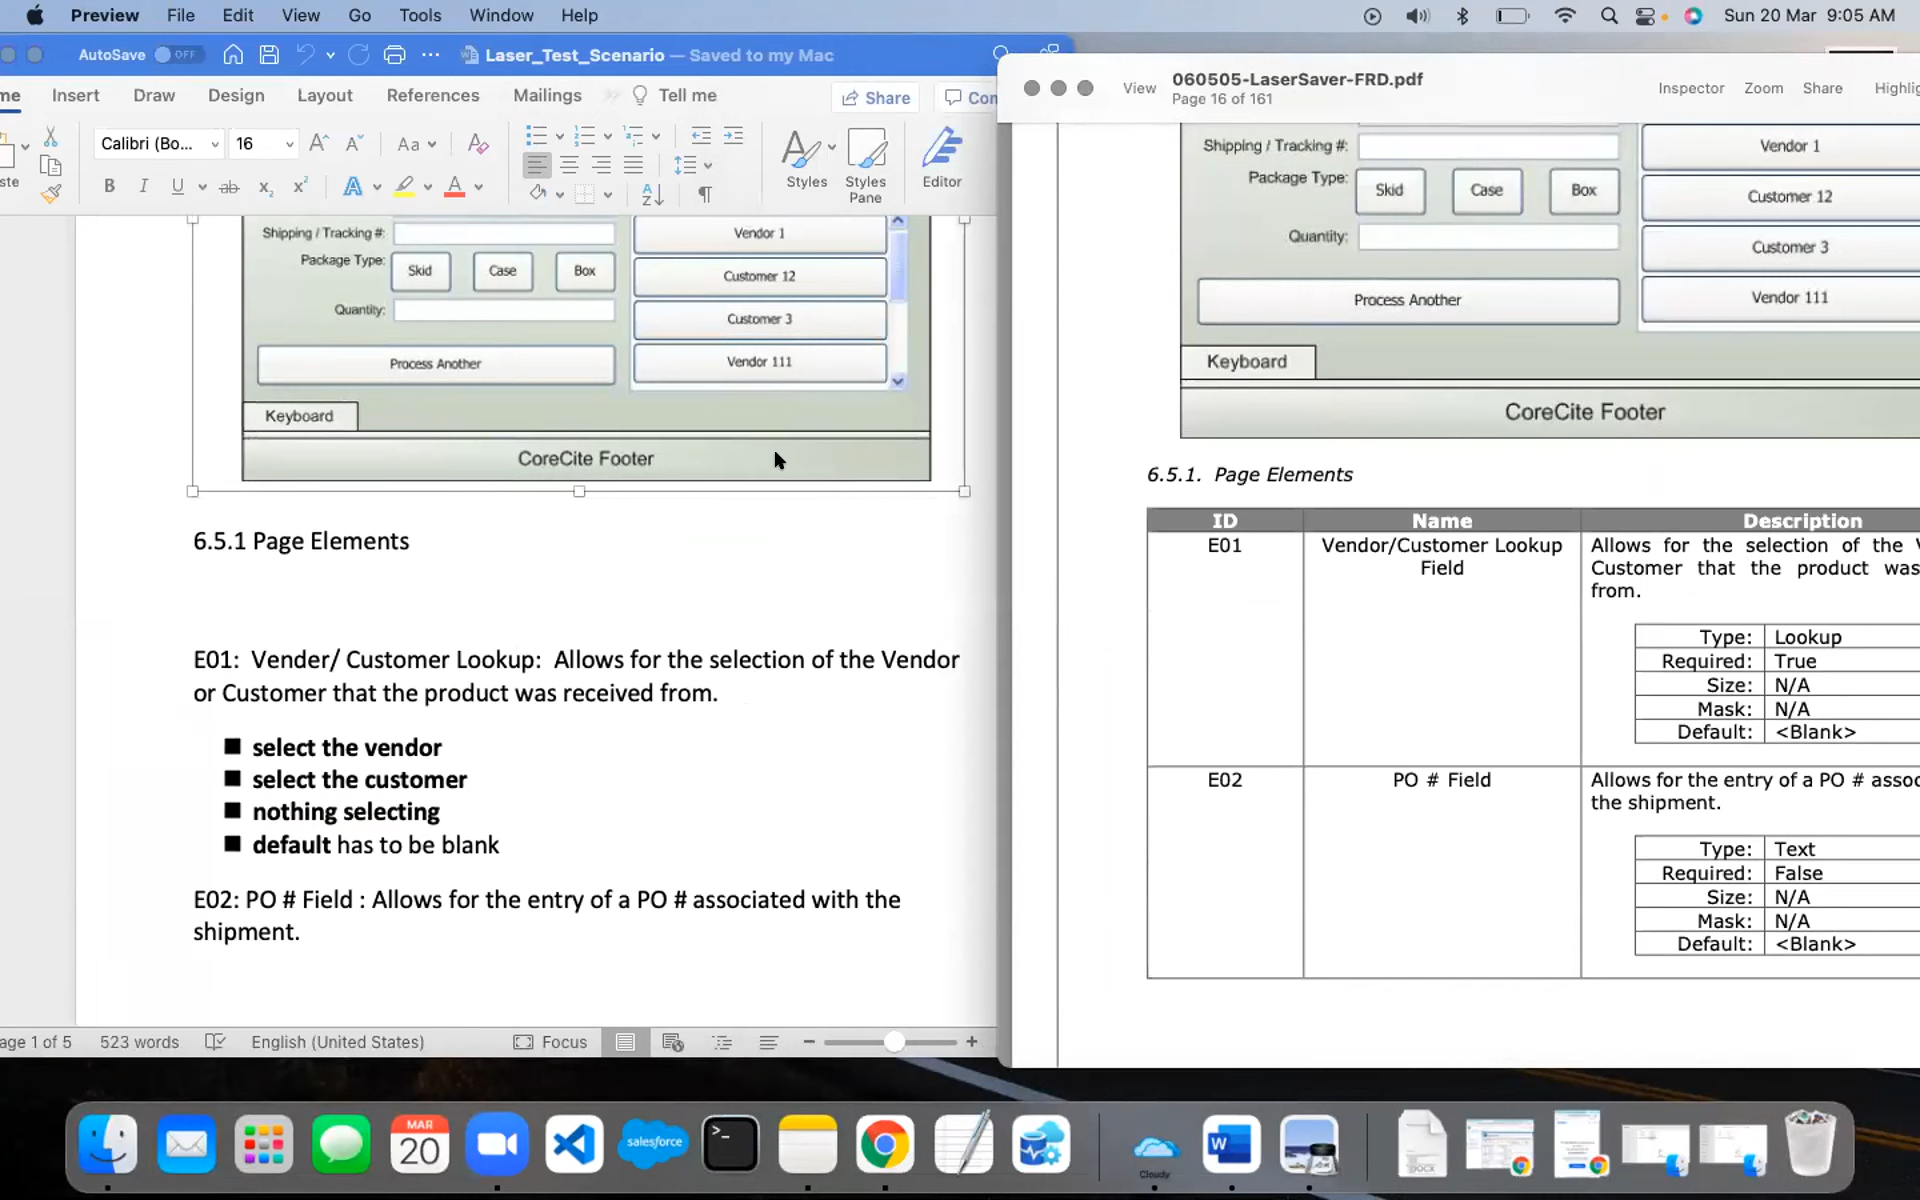 Preview File Edit View Go Tools Window Help Sun 20 Mar 9:05 AM
AutoSave OFF Laser_Test_Scenario — Saved to my Mac
me Insert Draw Design Layout References Mailings Tell me Share Con
ste Calibri (Bo... 16 Aa Styles Styles Pane Editor
B I U ab x₂ x² A A
Shipping / Tracking #: Vendor 1
Package Type: Skid Case Box Customer 12
Quantity: Customer 3
Process Another Vendor 111
Keyboard
CoreCite Footer
6.5.1 Page Elements
E01: Vender/ Customer Lookup: Allows for the selection of the Vendor
or Customer that the product was received from.
■ select the vendor
■ select the customer
■ nothing selecting
■ default has to be blank
E02: PO # Field : Allows for the entry of a PO # associated with the
shipment.
age 1 of 5 523 words English (United States) Focus
View 060505-LaserSaver-FRD.pdf Inspector Zoom Share Highlig
Page 16 of 161
Shipping / Tracking #: Vendor 1
Package Type: Skid Case Box Customer 12
Quantity: Customer 3
Process Another Vendor 111
Keyboard
CoreCite Footer
6.5.1. Page Elements
ID Name Description
E01 Vendor/Customer Lookup Field Allows for the selection of the V
Customer that the product was
from.
Type: Lookup
Required: True
Size: N/A
Mask: N/A
Default: <Blank>
E02 PO # Field Allows for the entry of a PO # assoc
the shipment.
Type: Text
Required: False
Size: N/A
Mask: N/A
Default: <Blank>
MAR
20
salesforce
>_
Cloudy
W
DOCX